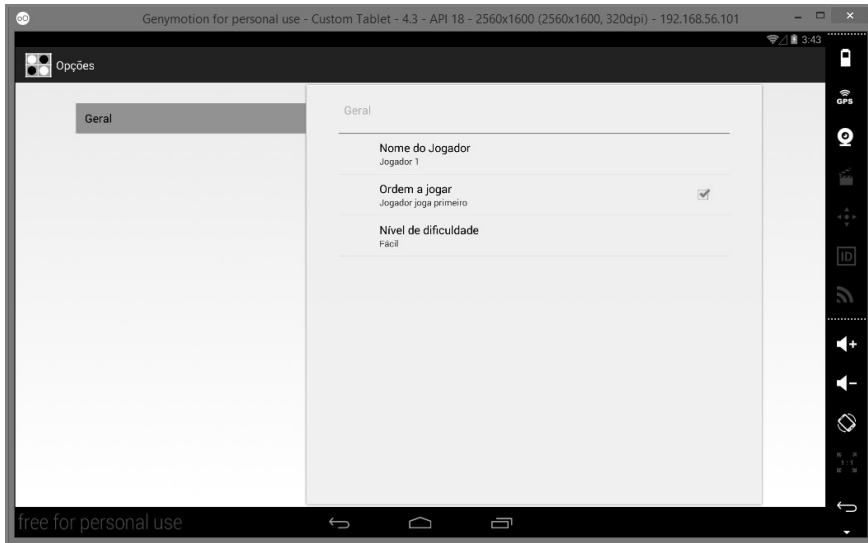 Genymotion for personal use - Custom Tablet - 4.3 - API 18 - 2560x1600 (2560x1600, 320dpi) - 192.168.56.101
3:43
Opções
GPS
Geral
Geral
Nome do Jogador
Jogador 1
Ordem a jogar
Jogador joga primeiro
Nível de dificuldade
Fácil
ID
1:1
free for personal use